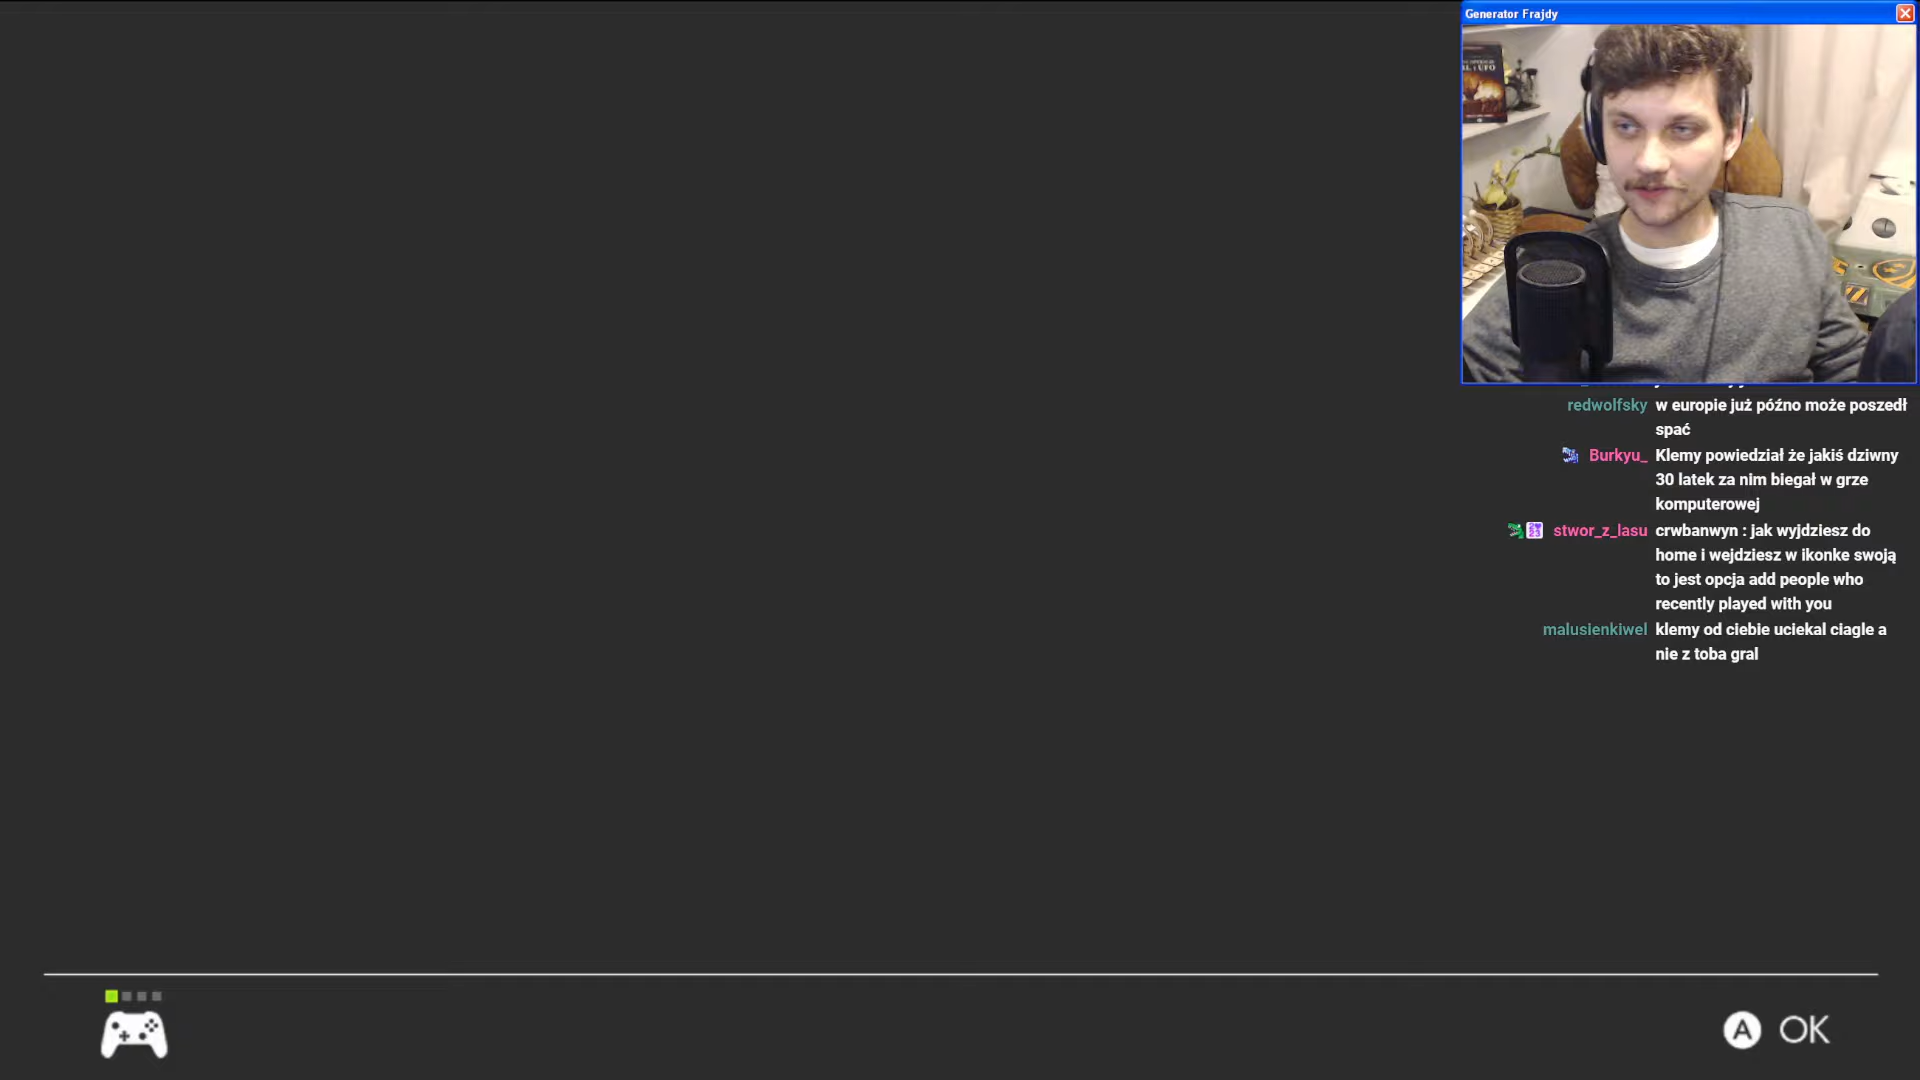 Generator Frajdy
redwolfsky w europie już późno może poszedł
spać
Burkyu_ Klemy powiedział że jakiś dziwny
30 latek za nim biegał w grze
komputerowej
stwor_z_lasu crwbanwyn : jak wyjdziesz do
home i wejdziesz w ikonke swoją
to jest opcja add people who
recently played with you
malusienkiwel klemy od ciebie uciekal ciagle a
nie z toba gral
A OK